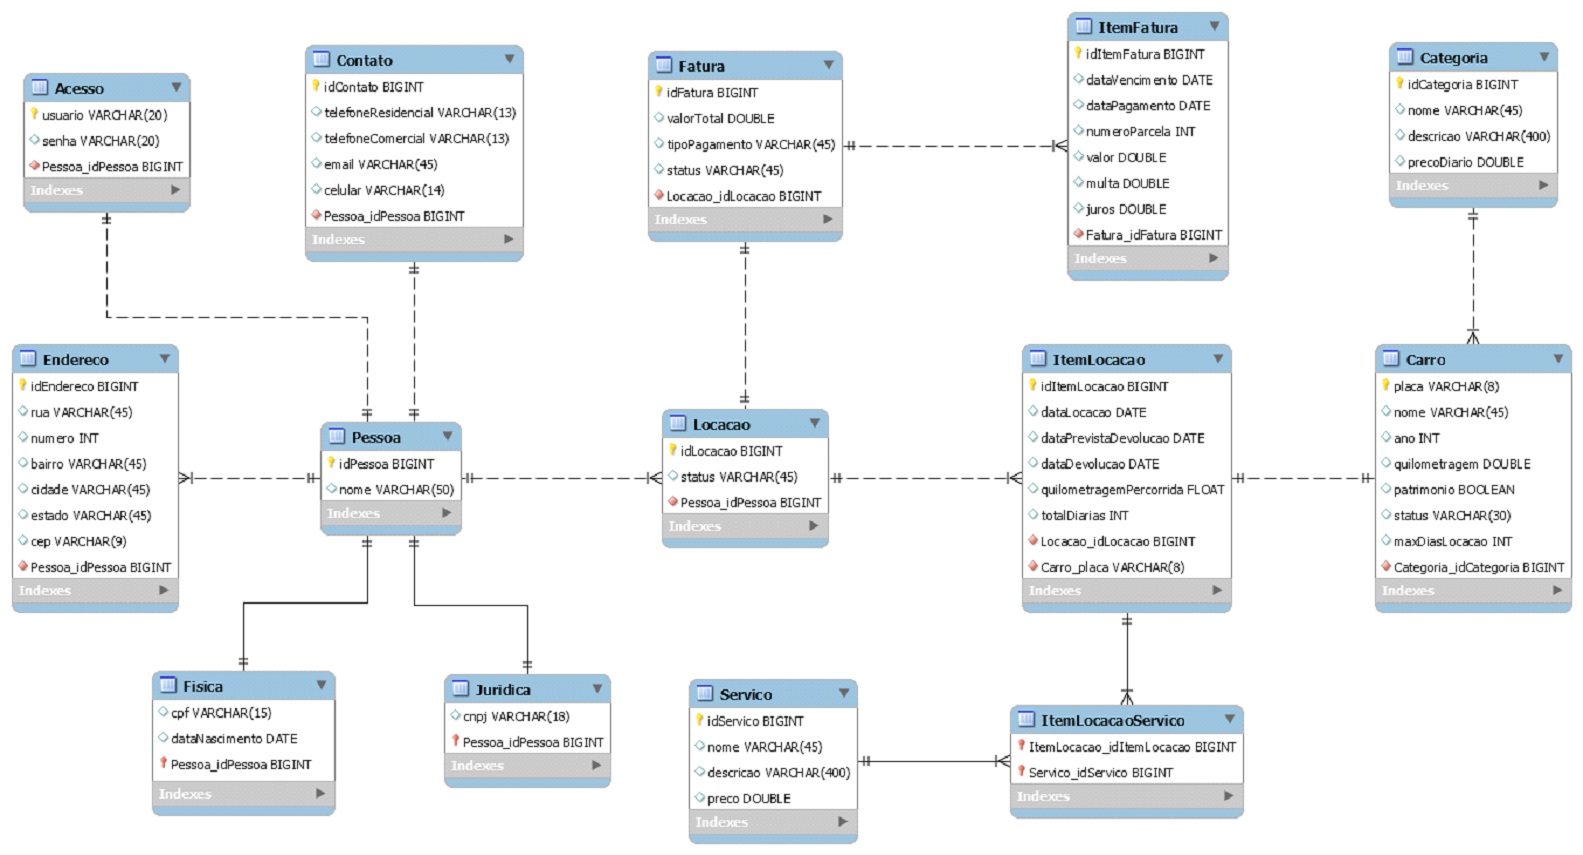 Acesso
usuario VARCHAR(20)
senha VARCHAR(20)
Pessoa_idPessoa BIGINT
Indexes
Contato
idContato BIGINT
telefoneResidencial VARCHAR(13)
telefoneComercial VARCHAR(13)
email VARCHAR(45)
celular VARCHAR(14)
Pessoa_idPessoa BIGINT
Indexes
Fatura
idFatura BIGINT
valorTotal DOUBLE
tipoPagamento VARCHAR(45)
status VARCHAR(45)
Locacao_idLocacao BIGINT
Indexes
ItemFatura
idItemFatura BIGINT
dataVencimento DATE
dataPagamento DATE
numeroParcela INT
valor DOUBLE
multa DOUBLE
juros DOUBLE
Fatura_idFatura BIGINT
Indexes
Categoria
idCategoria BIGINT
nome VARCHAR(45)
descricao VARCHAR(400)
precoDiario DOUBLE
Indexes
Endereco
idEndereco BIGINT
rua VARCHAR(45)
numero INT
bairro VARCHAR(45)
cidade VARCHAR(45)
estado VARCHAR(45)
cep VARCHAR(9)
Pessoa_idPessoa BIGINT
Indexes
Pessoa
idPessoa BIGINT
nome VARCHAR(50)
Indexes
Locacao
idLocacao BIGINT
status VARCHAR(45)
Pessoa_idPessoa BIGINT
Indexes
ItemLocacao
idItemLocacao BIGINT
dataLocacao DATE
dataPrevistaDevolucao DATE
dataDevolucao DATE
quilometragemPercorrida FLOAT
totalDiarias INT
Locacao_idLocacao BIGINT
Carro_placa VARCHAR(8)
Indexes
Carro
placa VARCHAR(8)
nome VARCHAR(45)
ano INT
quilometragem DOUBLE
patrimonio BOOLEAN
status VARCHAR(30)
maxDiasLocacao INT
Categoria_idCategoria BIGINT
Indexes
Fisica
cpf VARCHAR(15)
dataNascimento DATE
Pessoa_idPessoa BIGINT
Indexes
Juridica
cnpj VARCHAR(18)
Pessoa_idPessoa BIGINT
Indexes
Servico
idServico BIGINT
nome VARCHAR(45)
descricao VARCHAR(400)
preco DOUBLE
Indexes
ItemLocacaoServico
ItemLocacao_idItemLocacao BIGINT
Servico_idServico BIGINT
Indexes